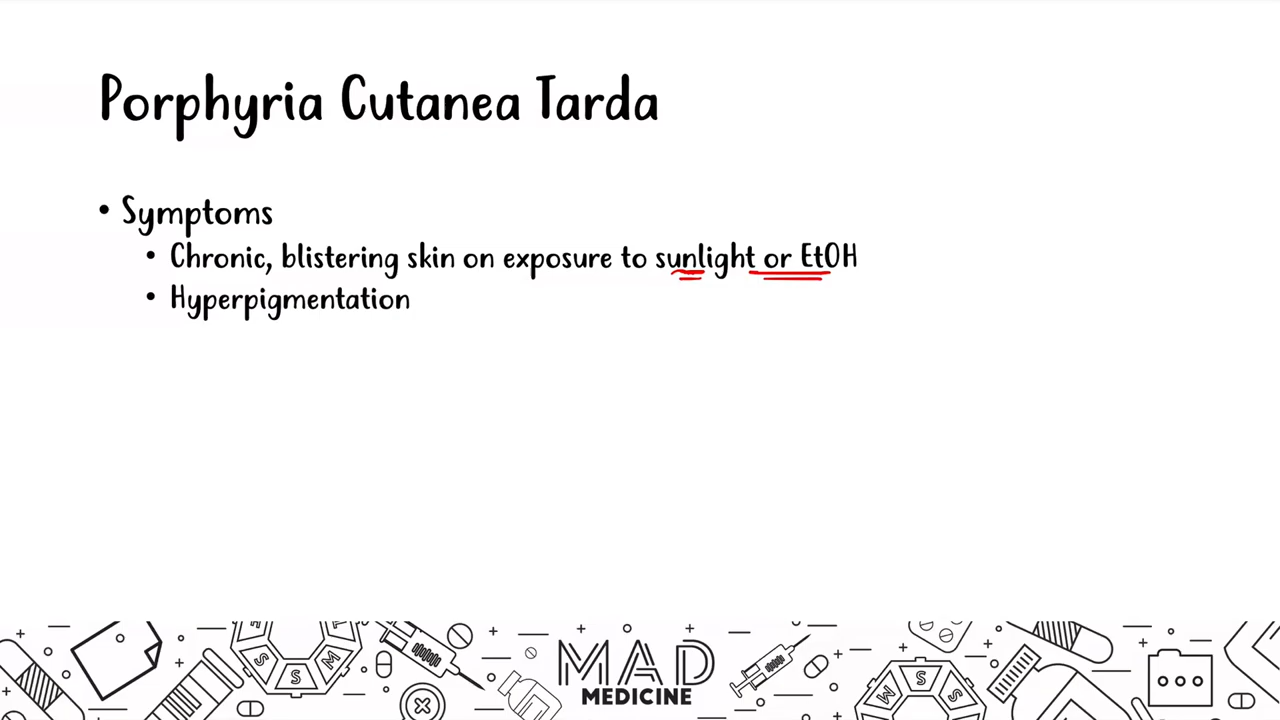 Porphyria Cutanea Tarda
• Symptoms
• Chronic, blistering skin on exposure to sunlight or EtOH
• Hyperpigmentation
MAD
MEDICINE
S
S
M
M
S
S